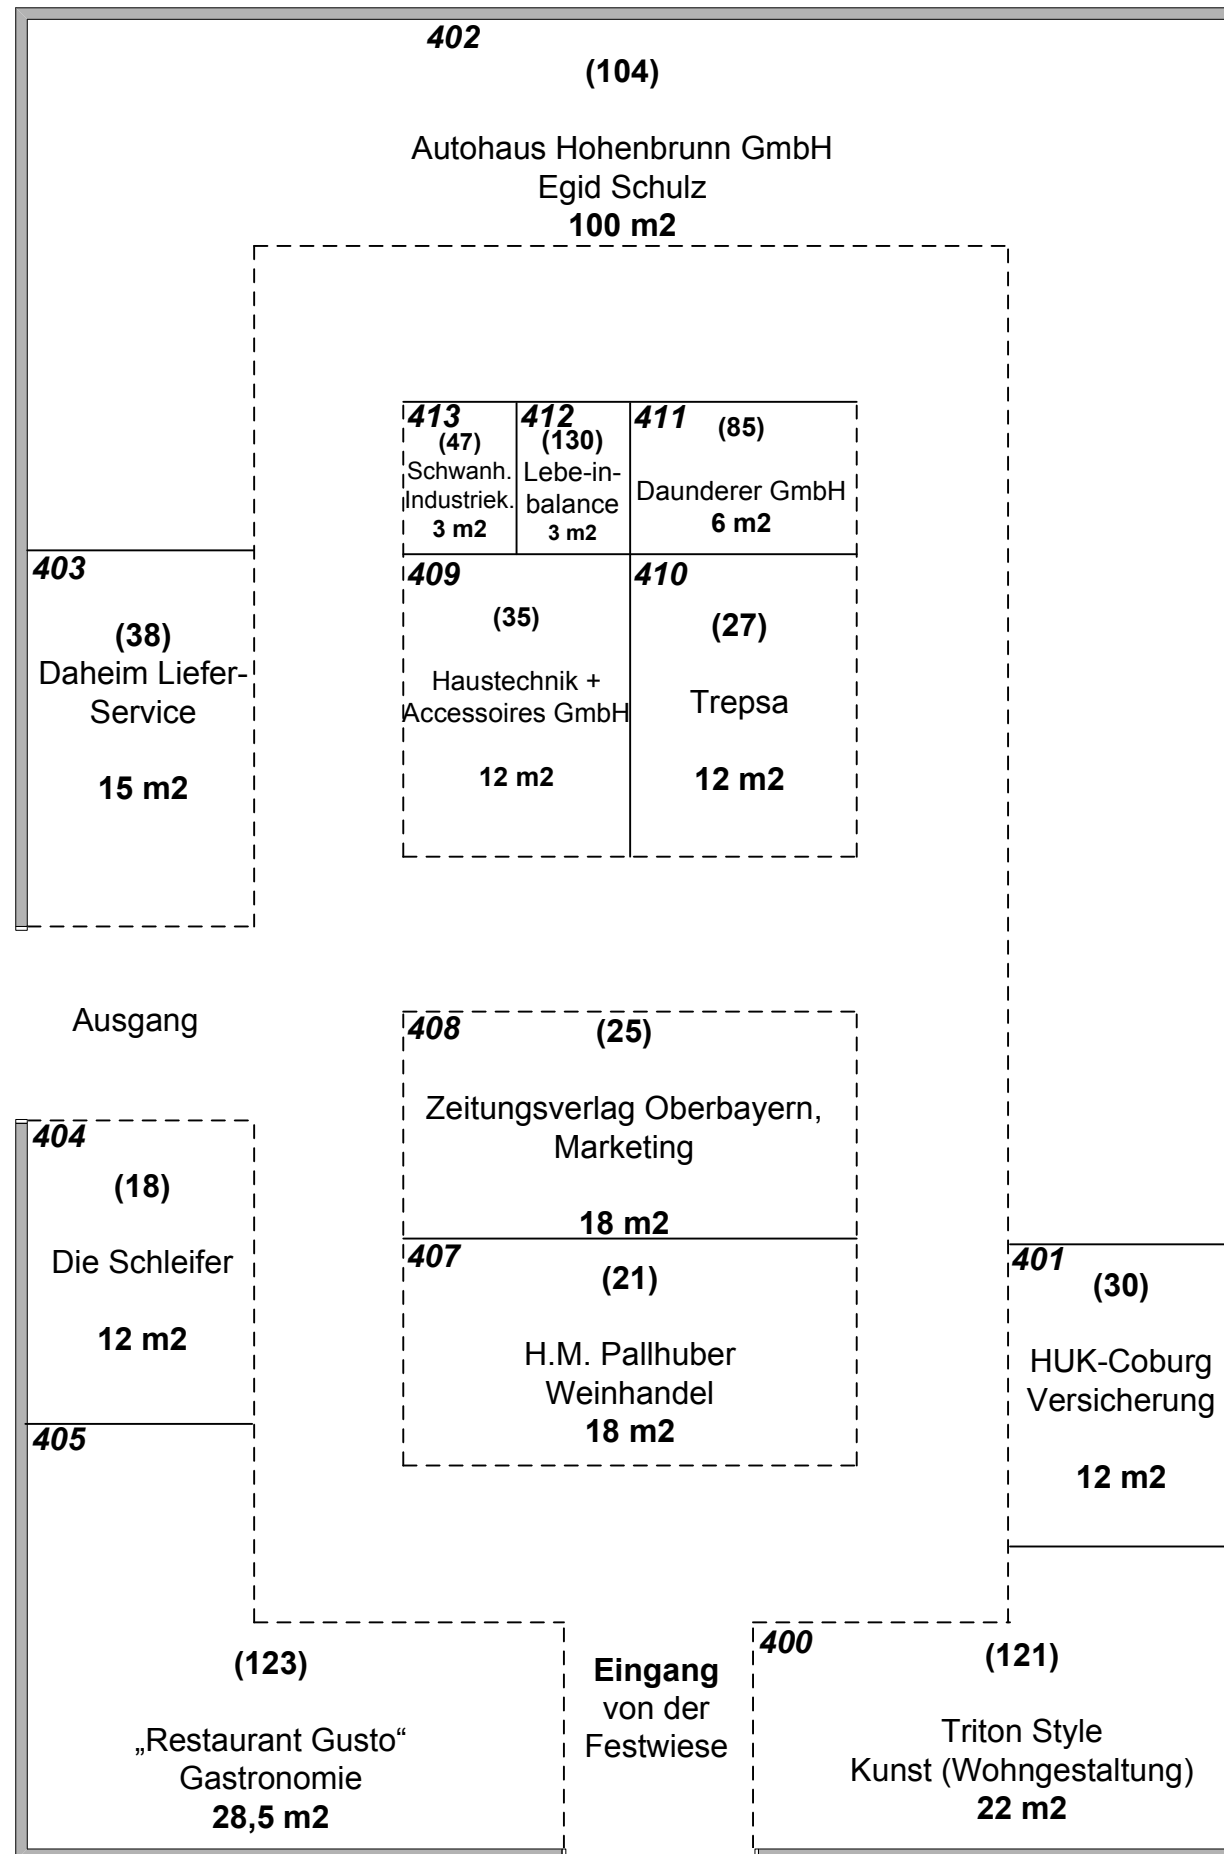 402
(104)
Autohaus Hohenbrunn GmbH
Egid Schulz
100 m2
413
(47)
Schwanh.
Industriek.
3 m2
412
(130)
Lebe-in-
balance
3 m2
411
(85)
Daunderer GmbH
6 m2
403
(38)
Daheim Liefer-
Service
15 m2
409
(35)
Haustechnik +
Accessoires GmbH
12 m2
410
(27)
Trepsa
12 m2
Ausgang
408
(25)
Zeitungsverlag Oberbayern,
Marketing
18 m2
404
(18)
Die Schleifer
12 m2
407
(21)
H.M. Pallhuber
Weinhandel
18 m2
401
(30)
HUK-Coburg
Versicherung
12 m2
405
(123)
„Restaurant Gusto“
Gastronomie
28,5 m2
Eingang
von der
Festwiese
400
(121)
Triton Style
Kunst (Wohngestaltung)
22 m2